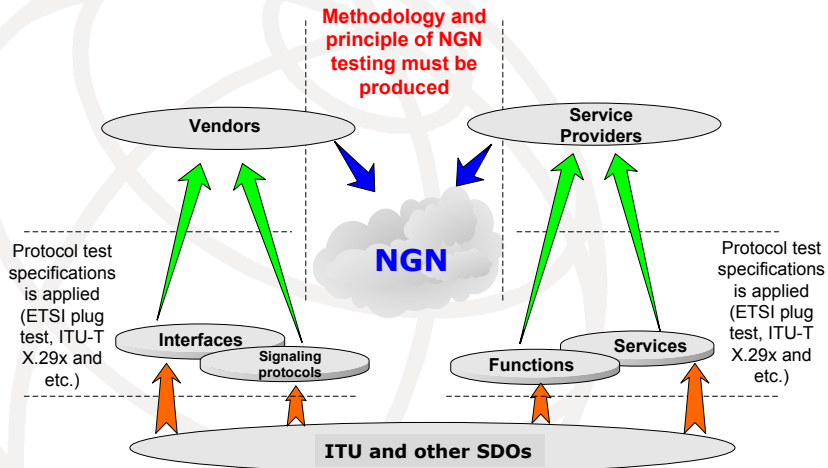 Methodology and
principle of NGN
testing must be
produced
Vendors
Service
Providers
NGN
Protocol test
specifications
is applied
(ETSI plug
test, ITU-T
X.29x and
etc.)
Interfaces
Signaling
protocols
Functions
Services
Protocol test
specifications
is applied
(ETSI plug
test, ITU-T
X.29x and
etc.)
ITU and other SDOs